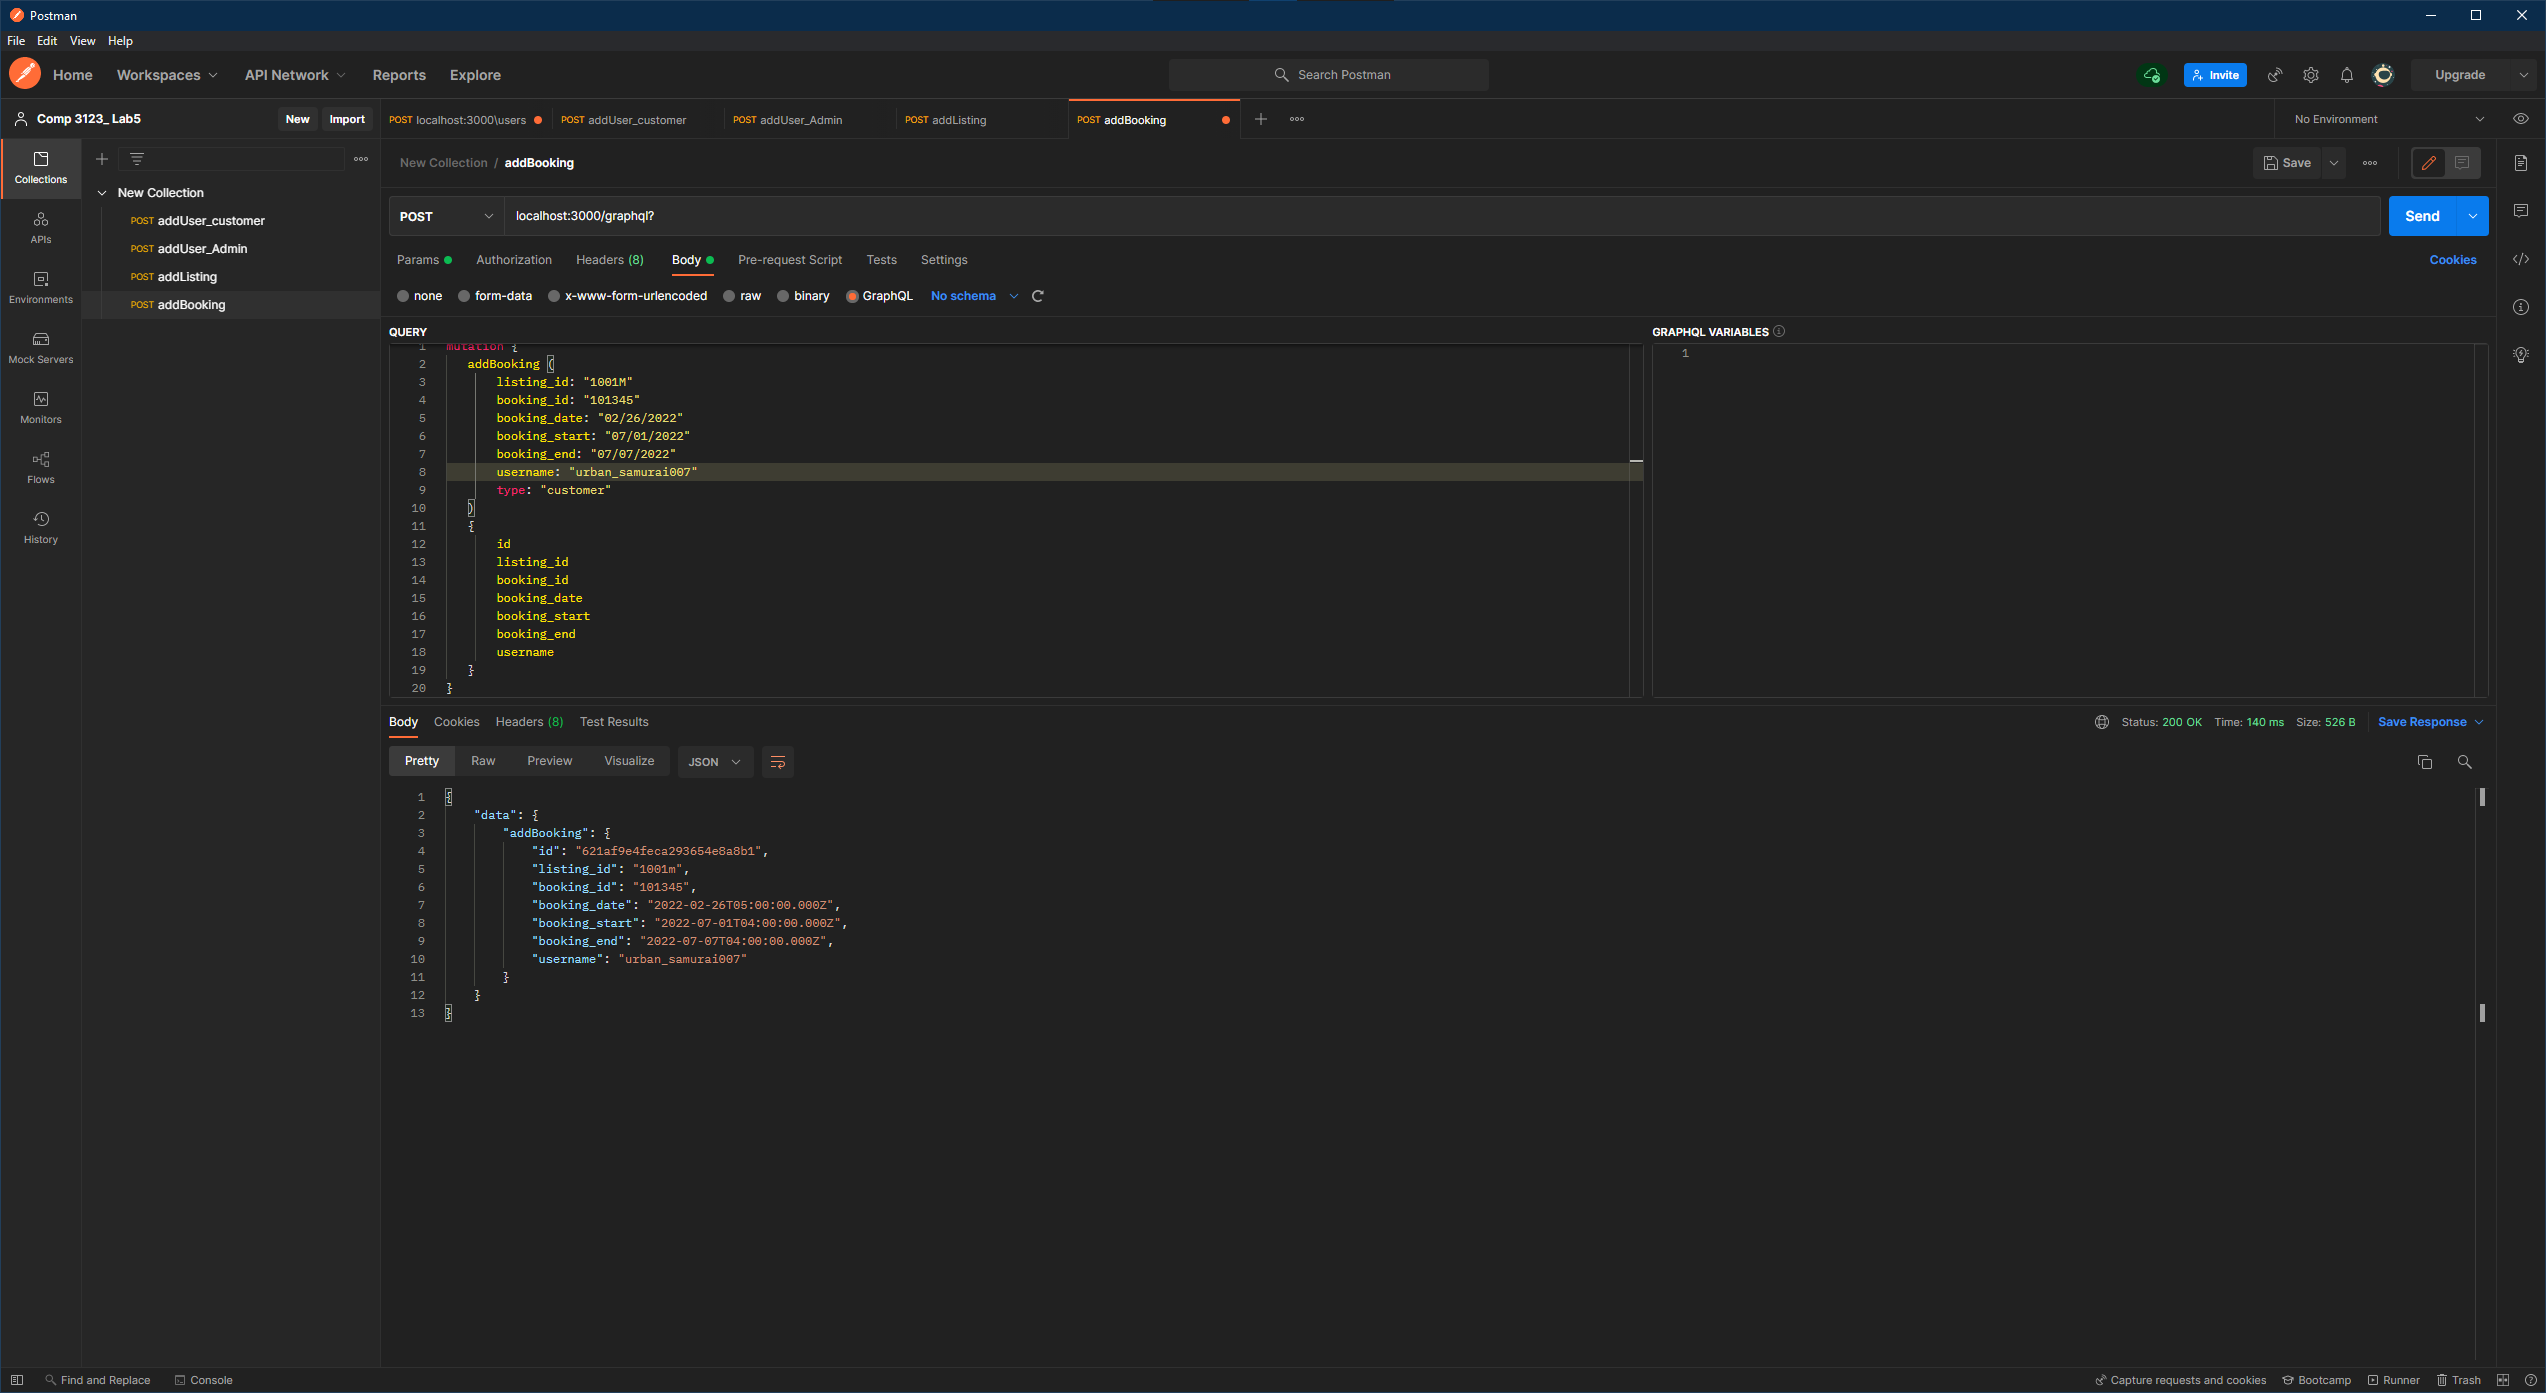 Postman
File Edit View Help
Home Workspaces API Network Reports Explore
Search Postman
Invite
Upgrade
Comp 3123_ Lab5
New Import
POST localhost:3000\users
POST addUser_customer
POST addUser_Admin
POST addListing
POST addBooking
No Environment
Collections
APIs
Environments
Mock Servers
Monitors
Flows
History
New Collection
POST addUser_customer
POST addUser_Admin
POST addListing
POST addBooking
New Collection / addBooking
Save
POST localhost:3000/graphql?
Send
Params Authorization Headers (8) Body Pre-request Script Tests Settings
Cookies
none form-data x-www-form-urlencoded raw binary GraphQL No schema
QUERY
1 mutation {
2 addBooking (
3 listing_id: "1001M"
4 booking_id: "101345"
5 booking_date: "02/26/2022"
6 booking_start: "07/01/2022"
7 booking_end: "07/07/2022"
8 username: "urban_samurai007"
9 type: "customer"
10 )
11 {
12 id
13 listing_id
14 booking_id
15 booking_date
16 booking_start
17 booking_end
18 username
19 }
20 }
GRAPHQL VARIABLES
1
Body Cookies Headers (8) Test Results
Status: 200 OK Time: 140 ms Size: 526 B Save Response
Pretty Raw Preview Visualize JSON
1 {
2 "data": {
3 "addBooking": {
4 "id": "621af9e4feca293654e8a8b1",
5 "listing_id": "1001m",
6 "booking_id": "101345",
7 "booking_date": "2022-02-26T05:00:00.000Z",
8 "booking_start": "2022-07-01T04:00:00.000Z",
9 "booking_end": "2022-07-07T04:00:00.000Z",
10 "username": "urban_samurai007"
11 }
12 }
13 }
Find and Replace Console
Capture requests and cookies Bootcamp Runner Trash